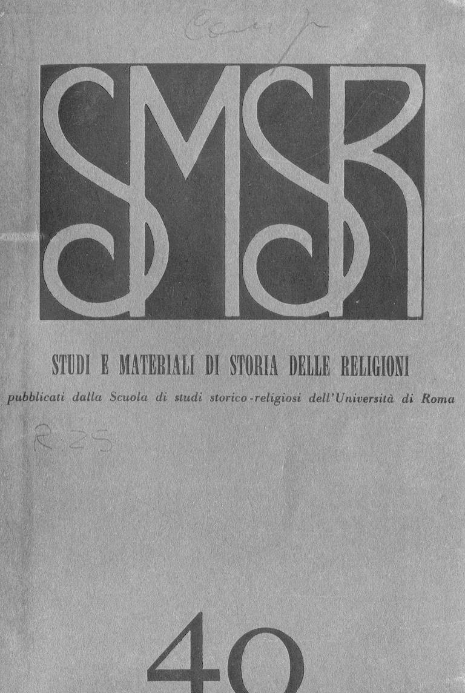 SMSR
STUDI E MATERIALI DI STORIA DELLE RELIGIONI
pubblicati dalla Scuola di studi storico-religiosi dell'Università di Roma
R 25
40